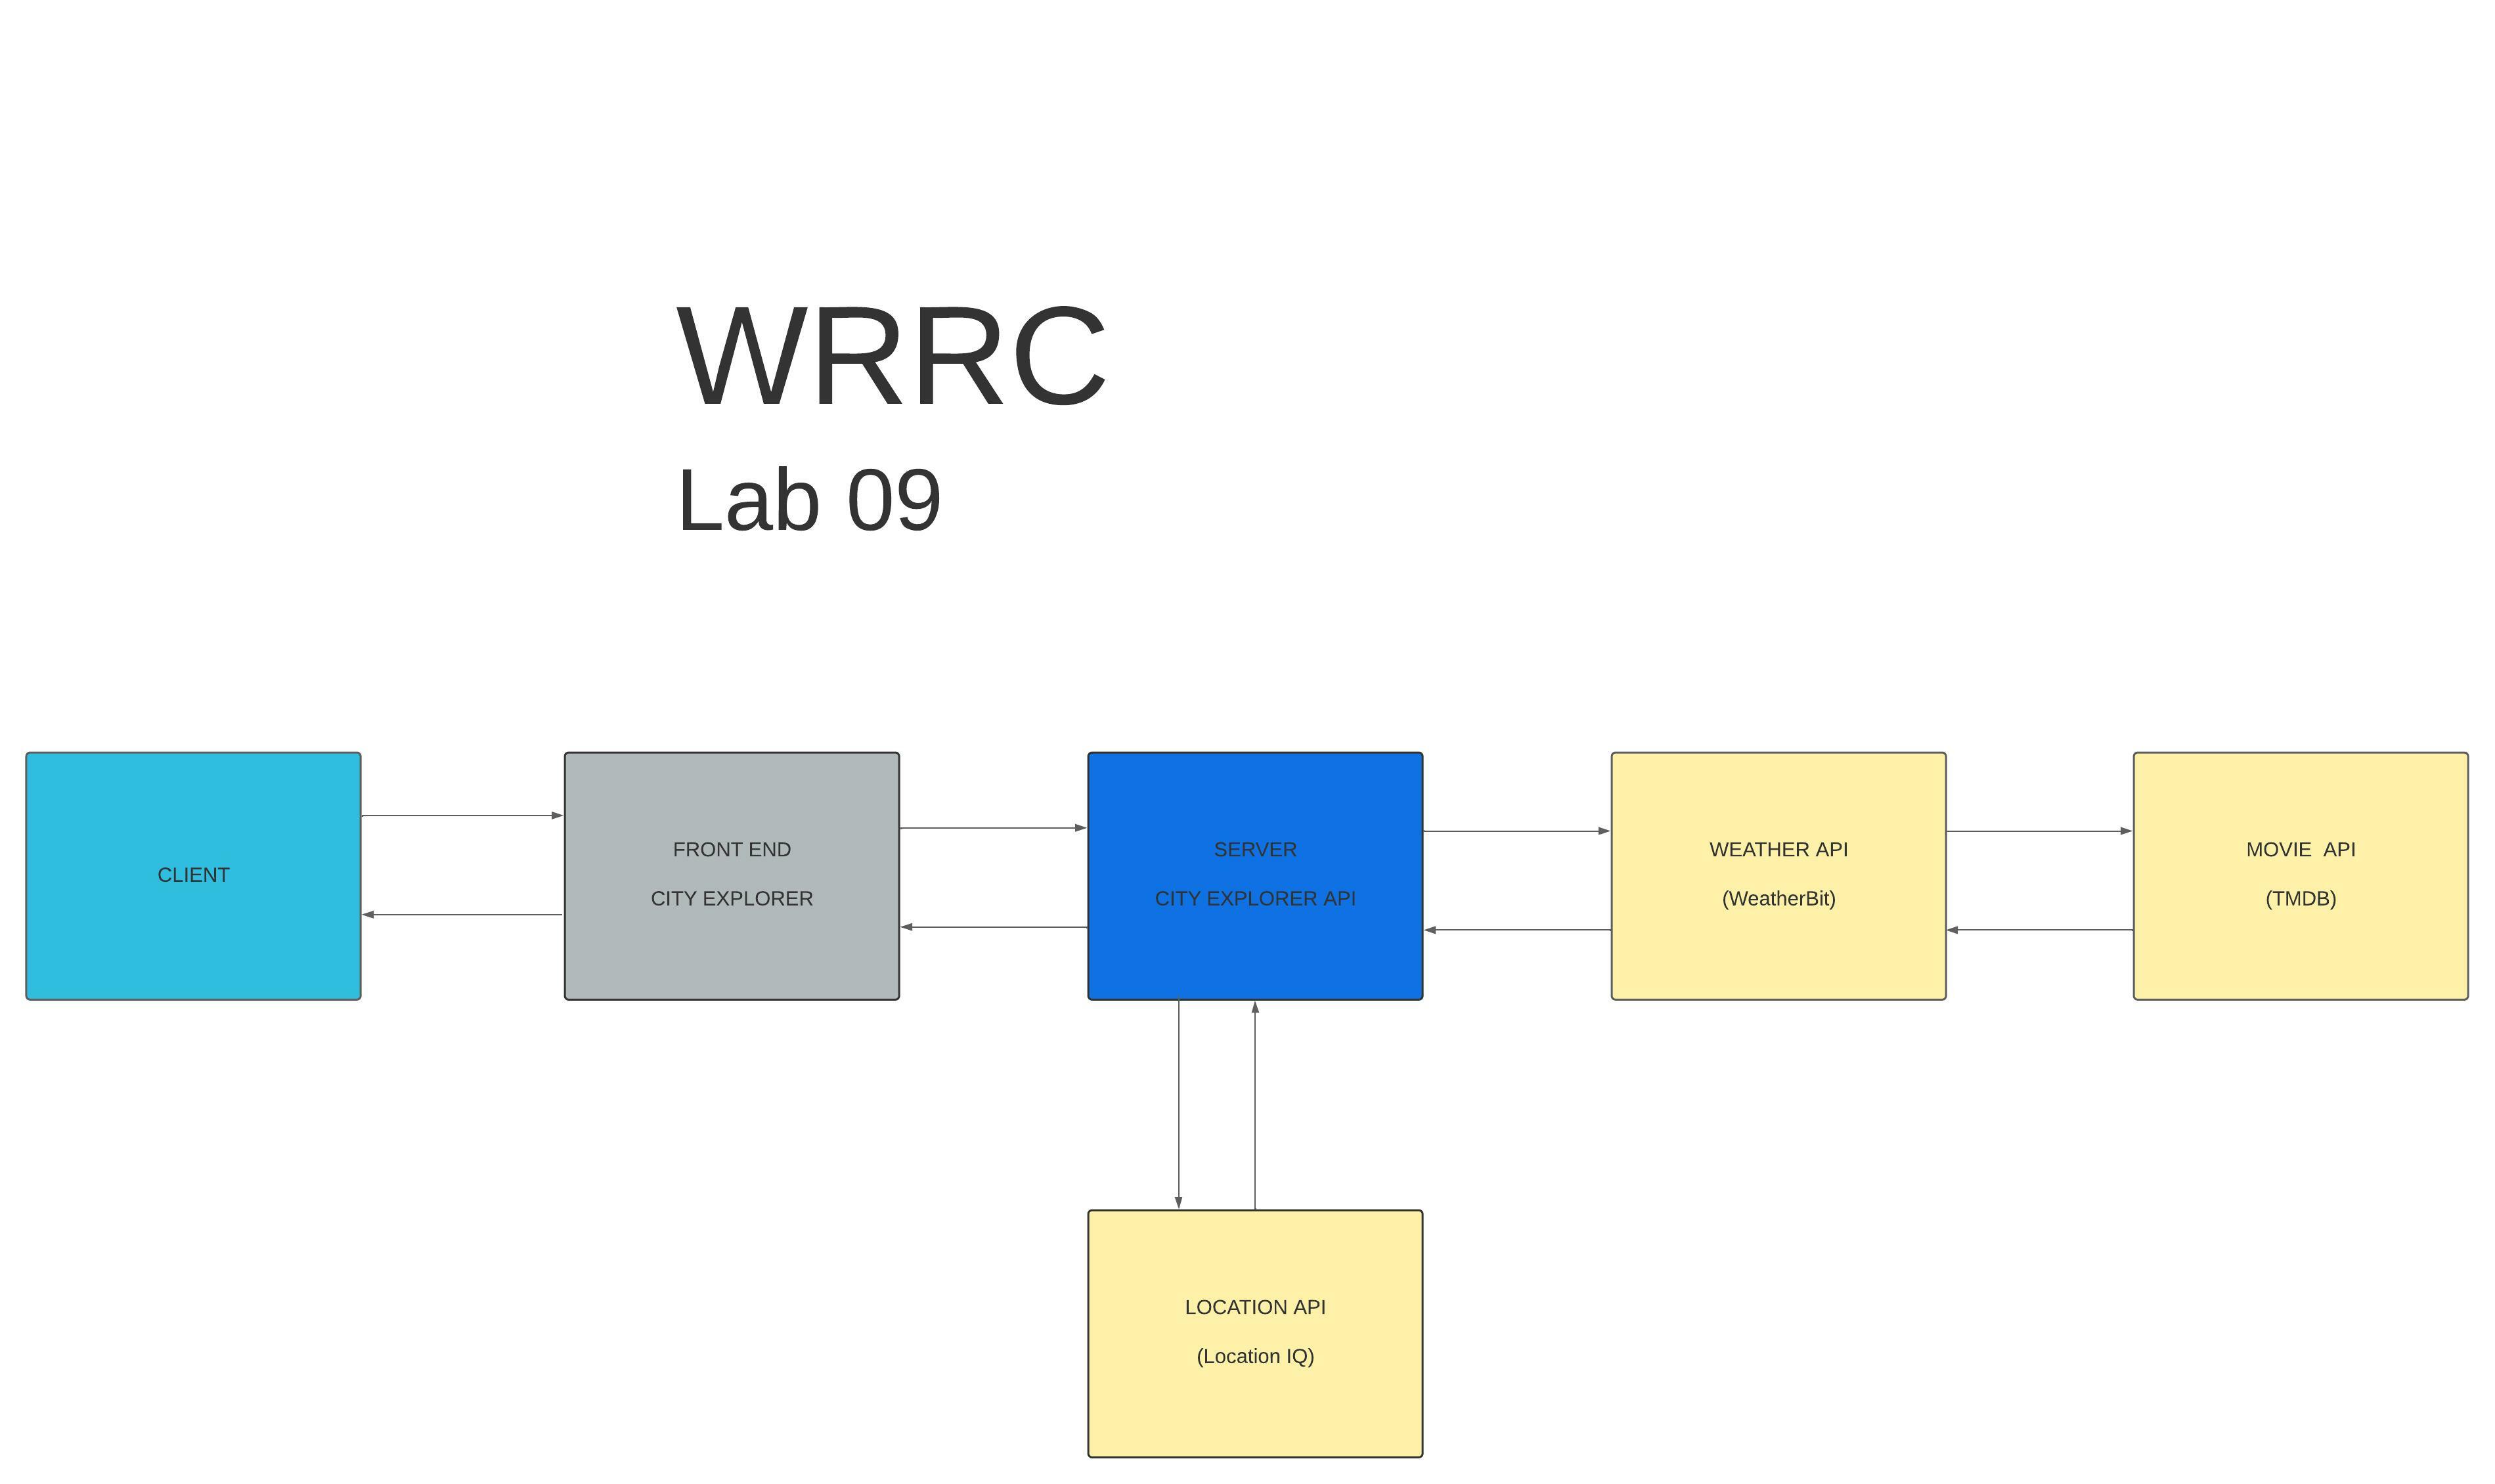 WRRC
Lab 09
CLIENT
FRONT END
CITY EXPLORER
SERVER
CITY EXPLORER API
WEATHER API
(WeatherBit)
MOVIE  API
(TMDB)
LOCATION API
(Location IQ)